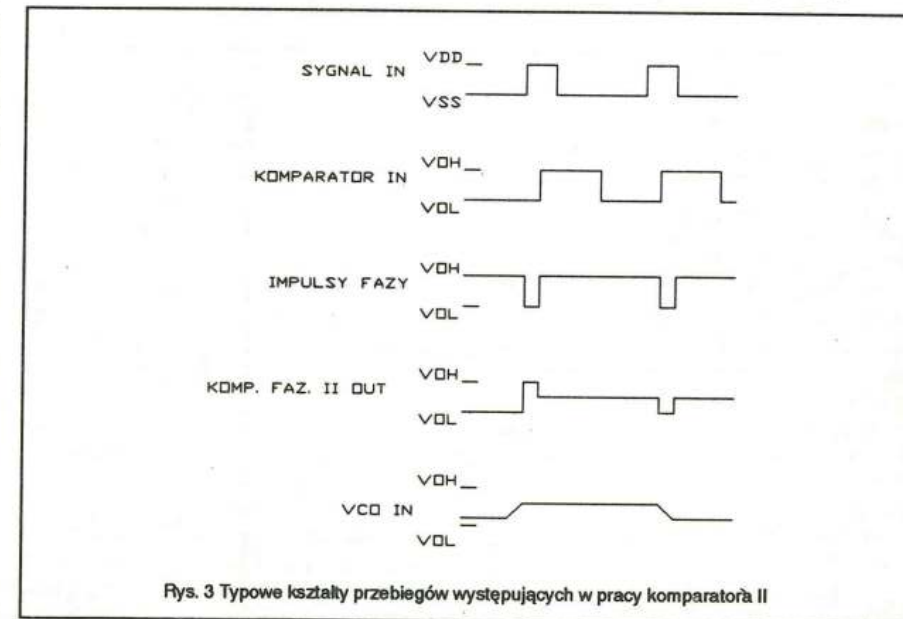 SYGNAL IN
VDD
VSS
KOMPARATOR IN
VOH
VOL
IMPULSY FAZY
VOH
VOL
KOMP. FAZ. II OUT
VOH
VOL
VCO IN
VOH
VOL
Rys. 3 Typowe kształty przebiegów występujących w pracy komparatora II